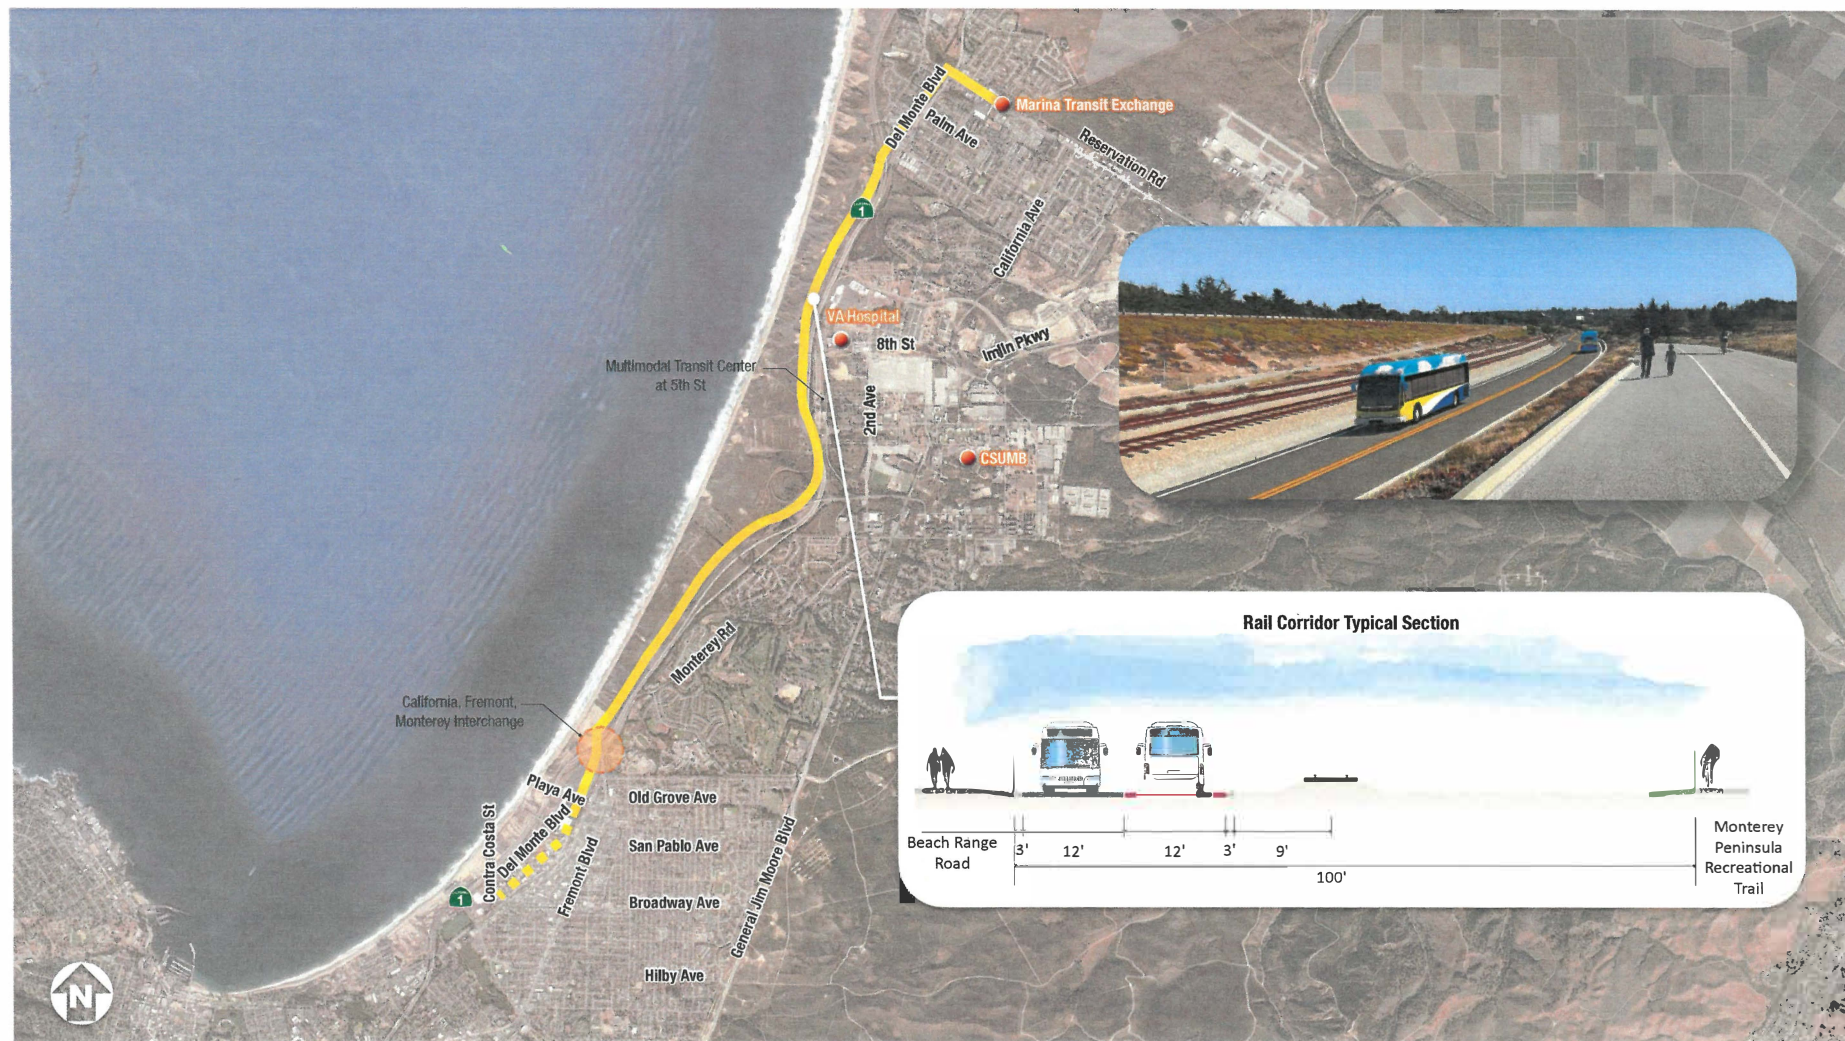 Del Monte Blvd
Marina Transit Exchange
Palm Ave
Reservation Rd
1
California Ave
VA Hospital
8th St
Imjin Pkwy
Multimodal Transit Center
at 5th St
2nd Ave
CSUMB
Monterey Rd
California, Fremont,
Monterey Interchange
Playa Ave
Old Grove Ave
Contra Costa St
Del Monte Blvd
San Pablo Ave
Fremont Blvd
General Jim Moore Blvd
1
Broadway Ave
Hilby Ave
N
Rail Corridor Typical Section
Beach Range
Road
3'
12'
12'
3'
9'
100'
Monterey
Peninsula
Recreational
Trail